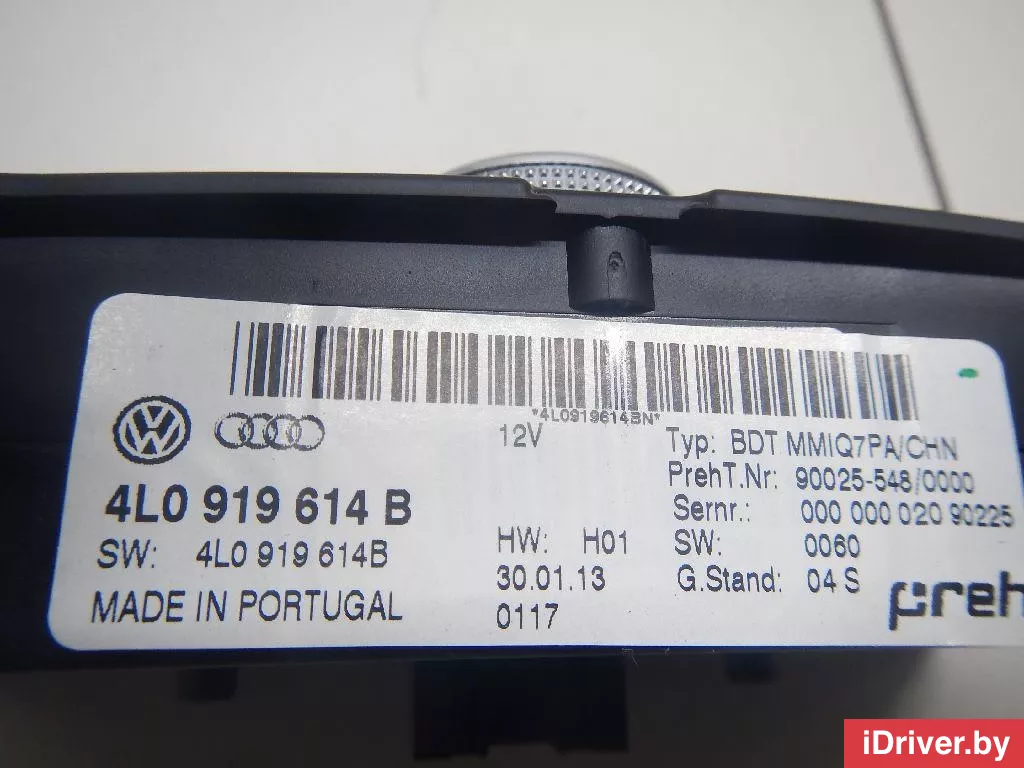 *4L0919614BN*
12V
4L0 919 614 B
SW: 4L0 919 614B
MADE IN PORTUGAL
HW: H01
30.01.13
0117
Typ: BDT MMIQ7PA/CHN
PrehT.Nr: 90025-548/0000
Sernr.: 000 000 020 90225
SW: 0060
G.Stand: 04 S
preh
iDriver.by